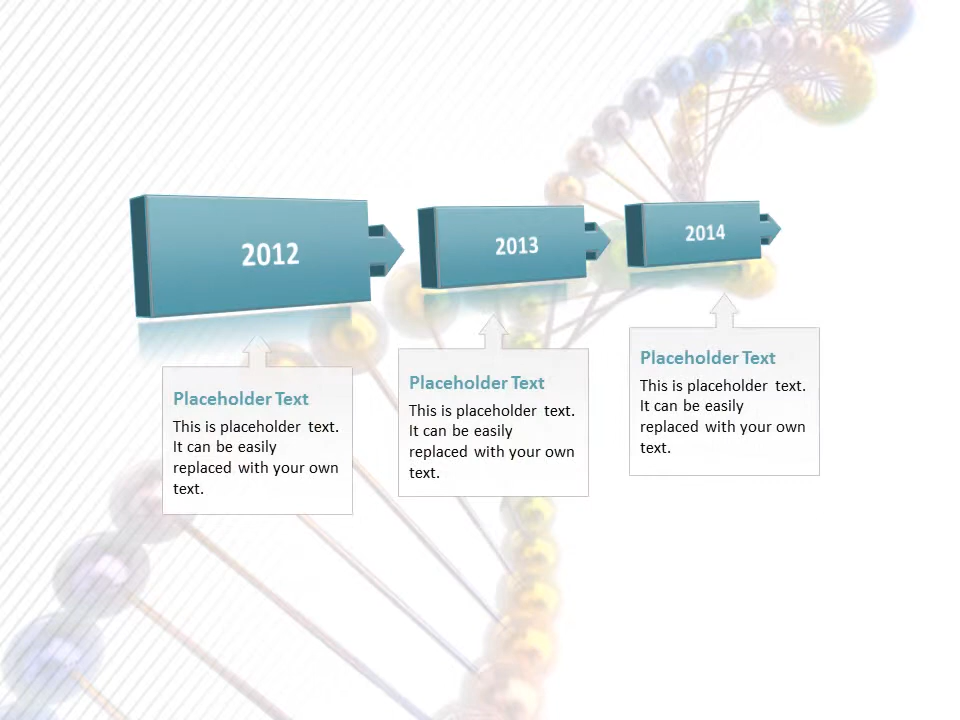 2012
2013
2014
Placeholder Text
This is placeholder text.
It can be easily
replaced with your own
text.
Placeholder Text
This is placeholder text.
It can be easily
replaced with your own
text.
Placeholder Text
This is placeholder text.
It can be easily
replaced with your own
text.